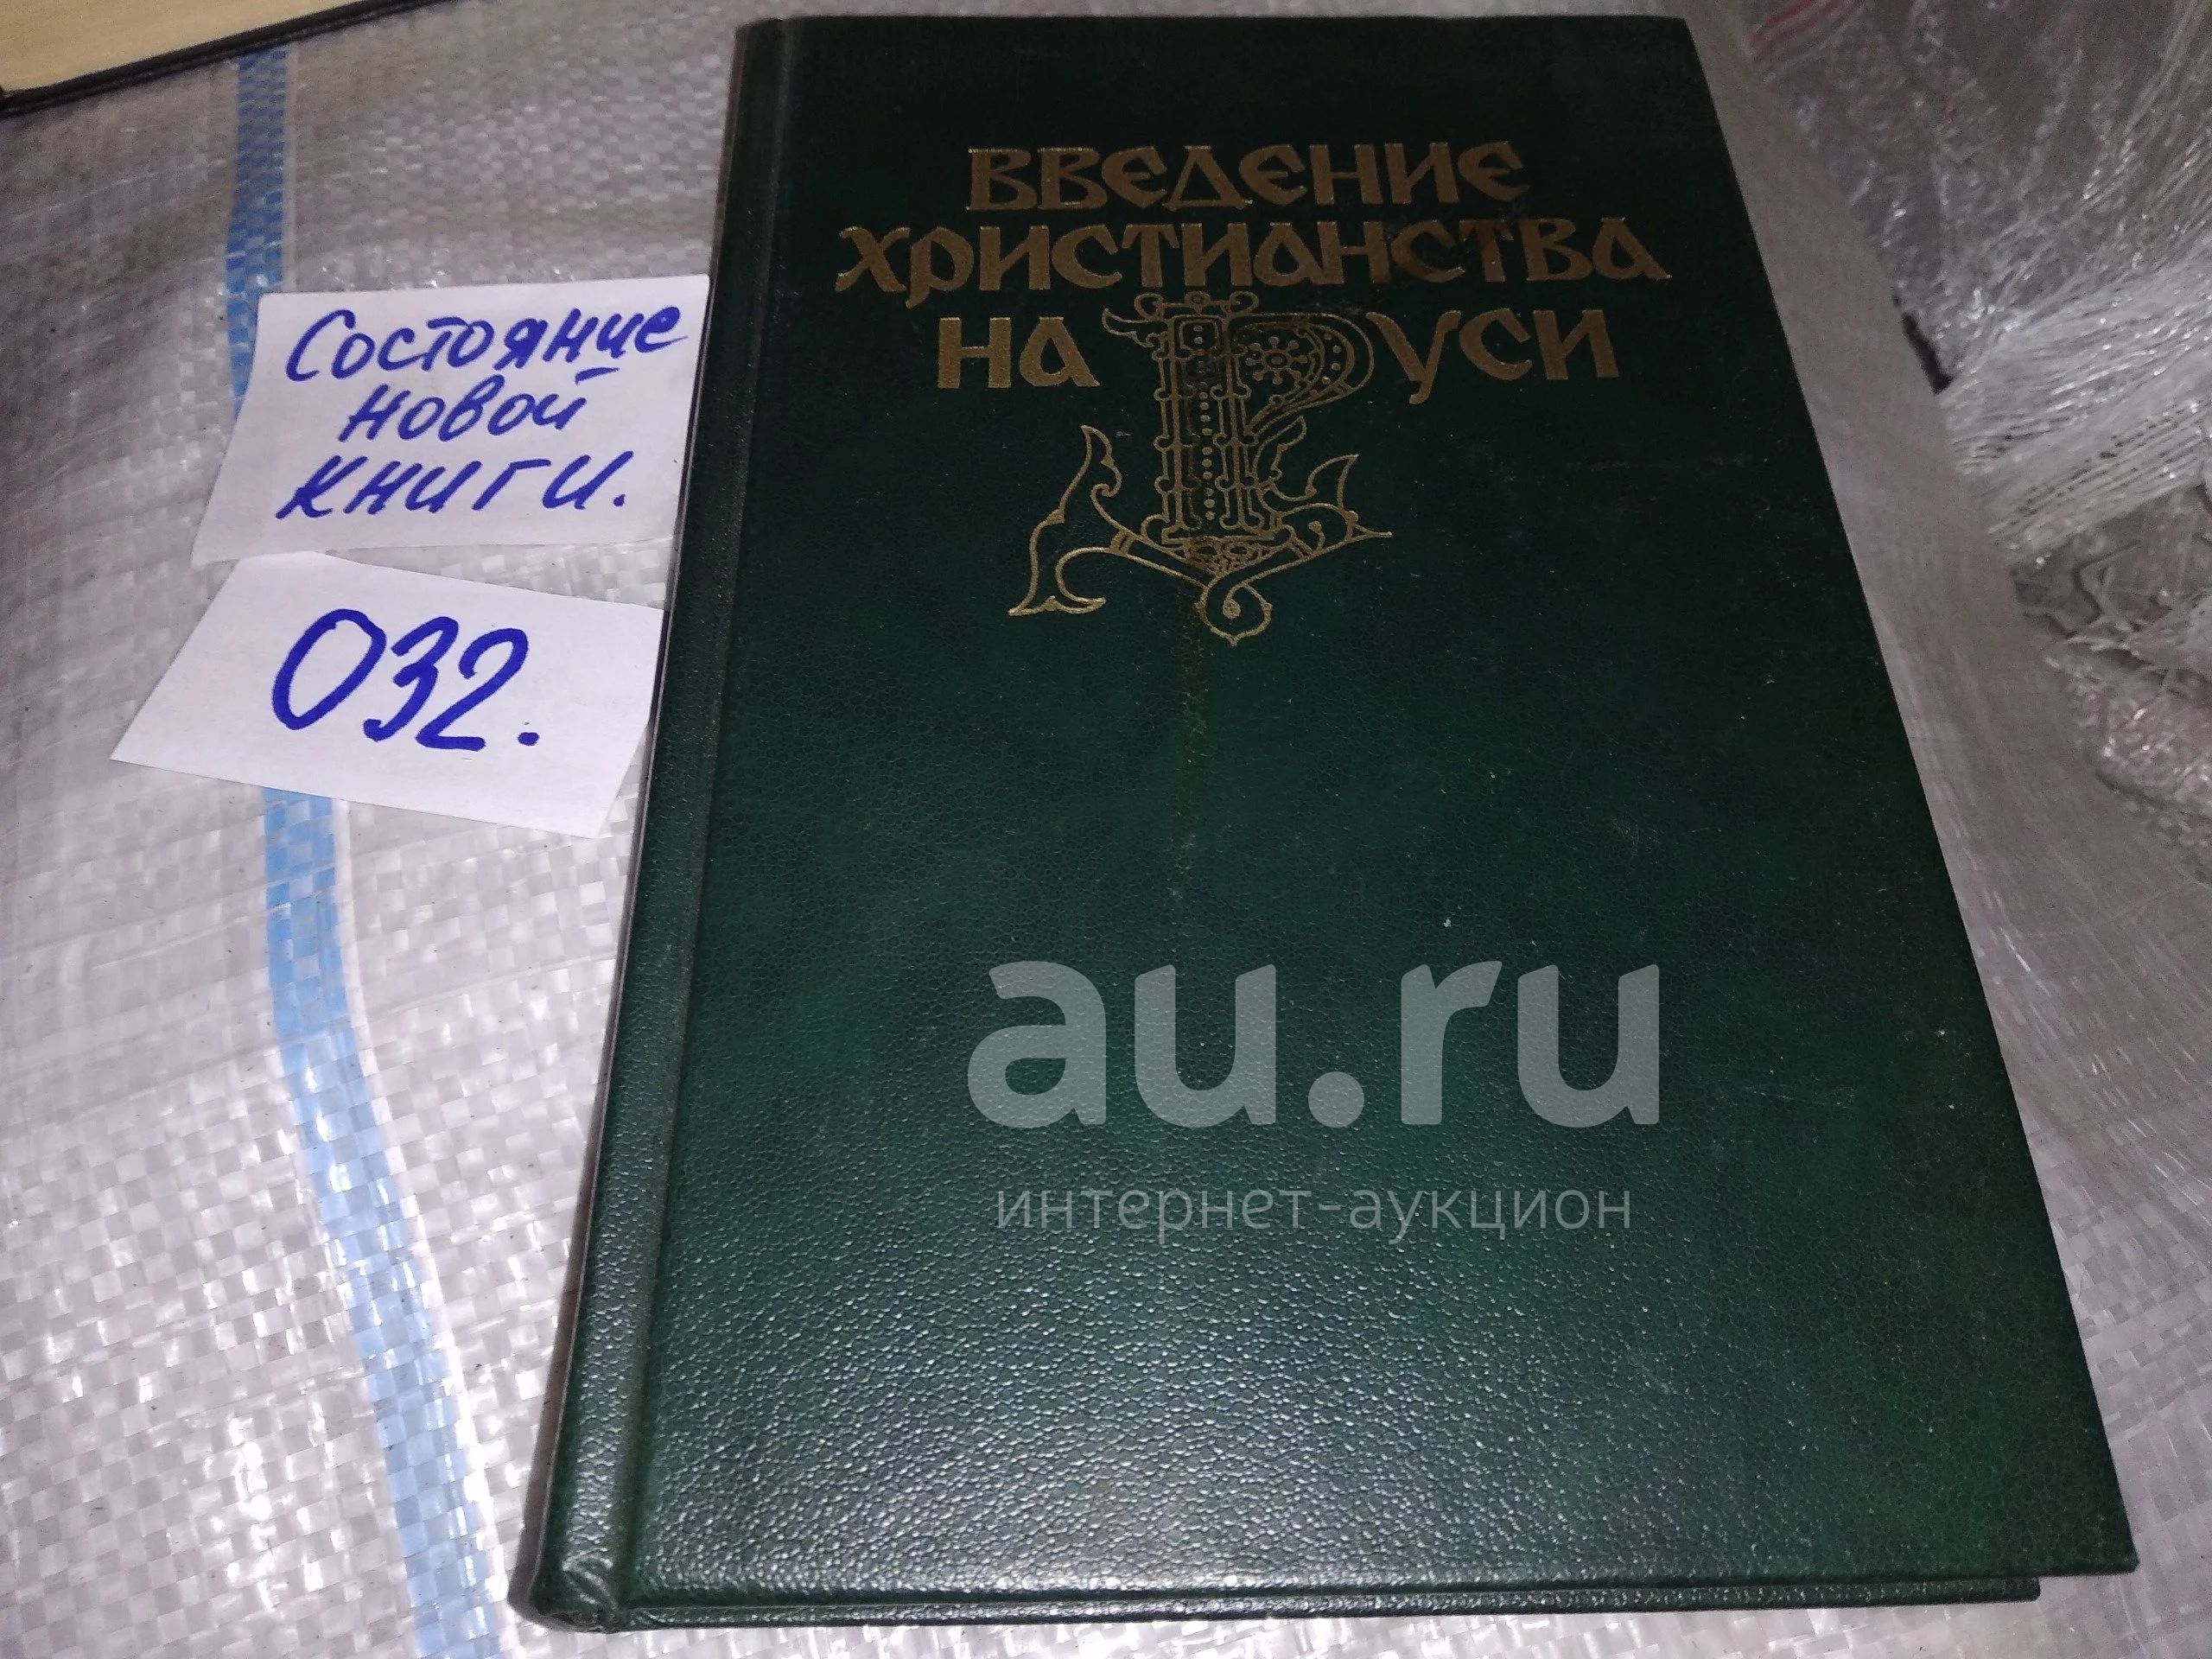 ВВЕДЕНИЕ
ХРИСТИАНСТВА
НА РУСИ
Состояние
новой
книги.
032.
au.ru
интернет-аукцион